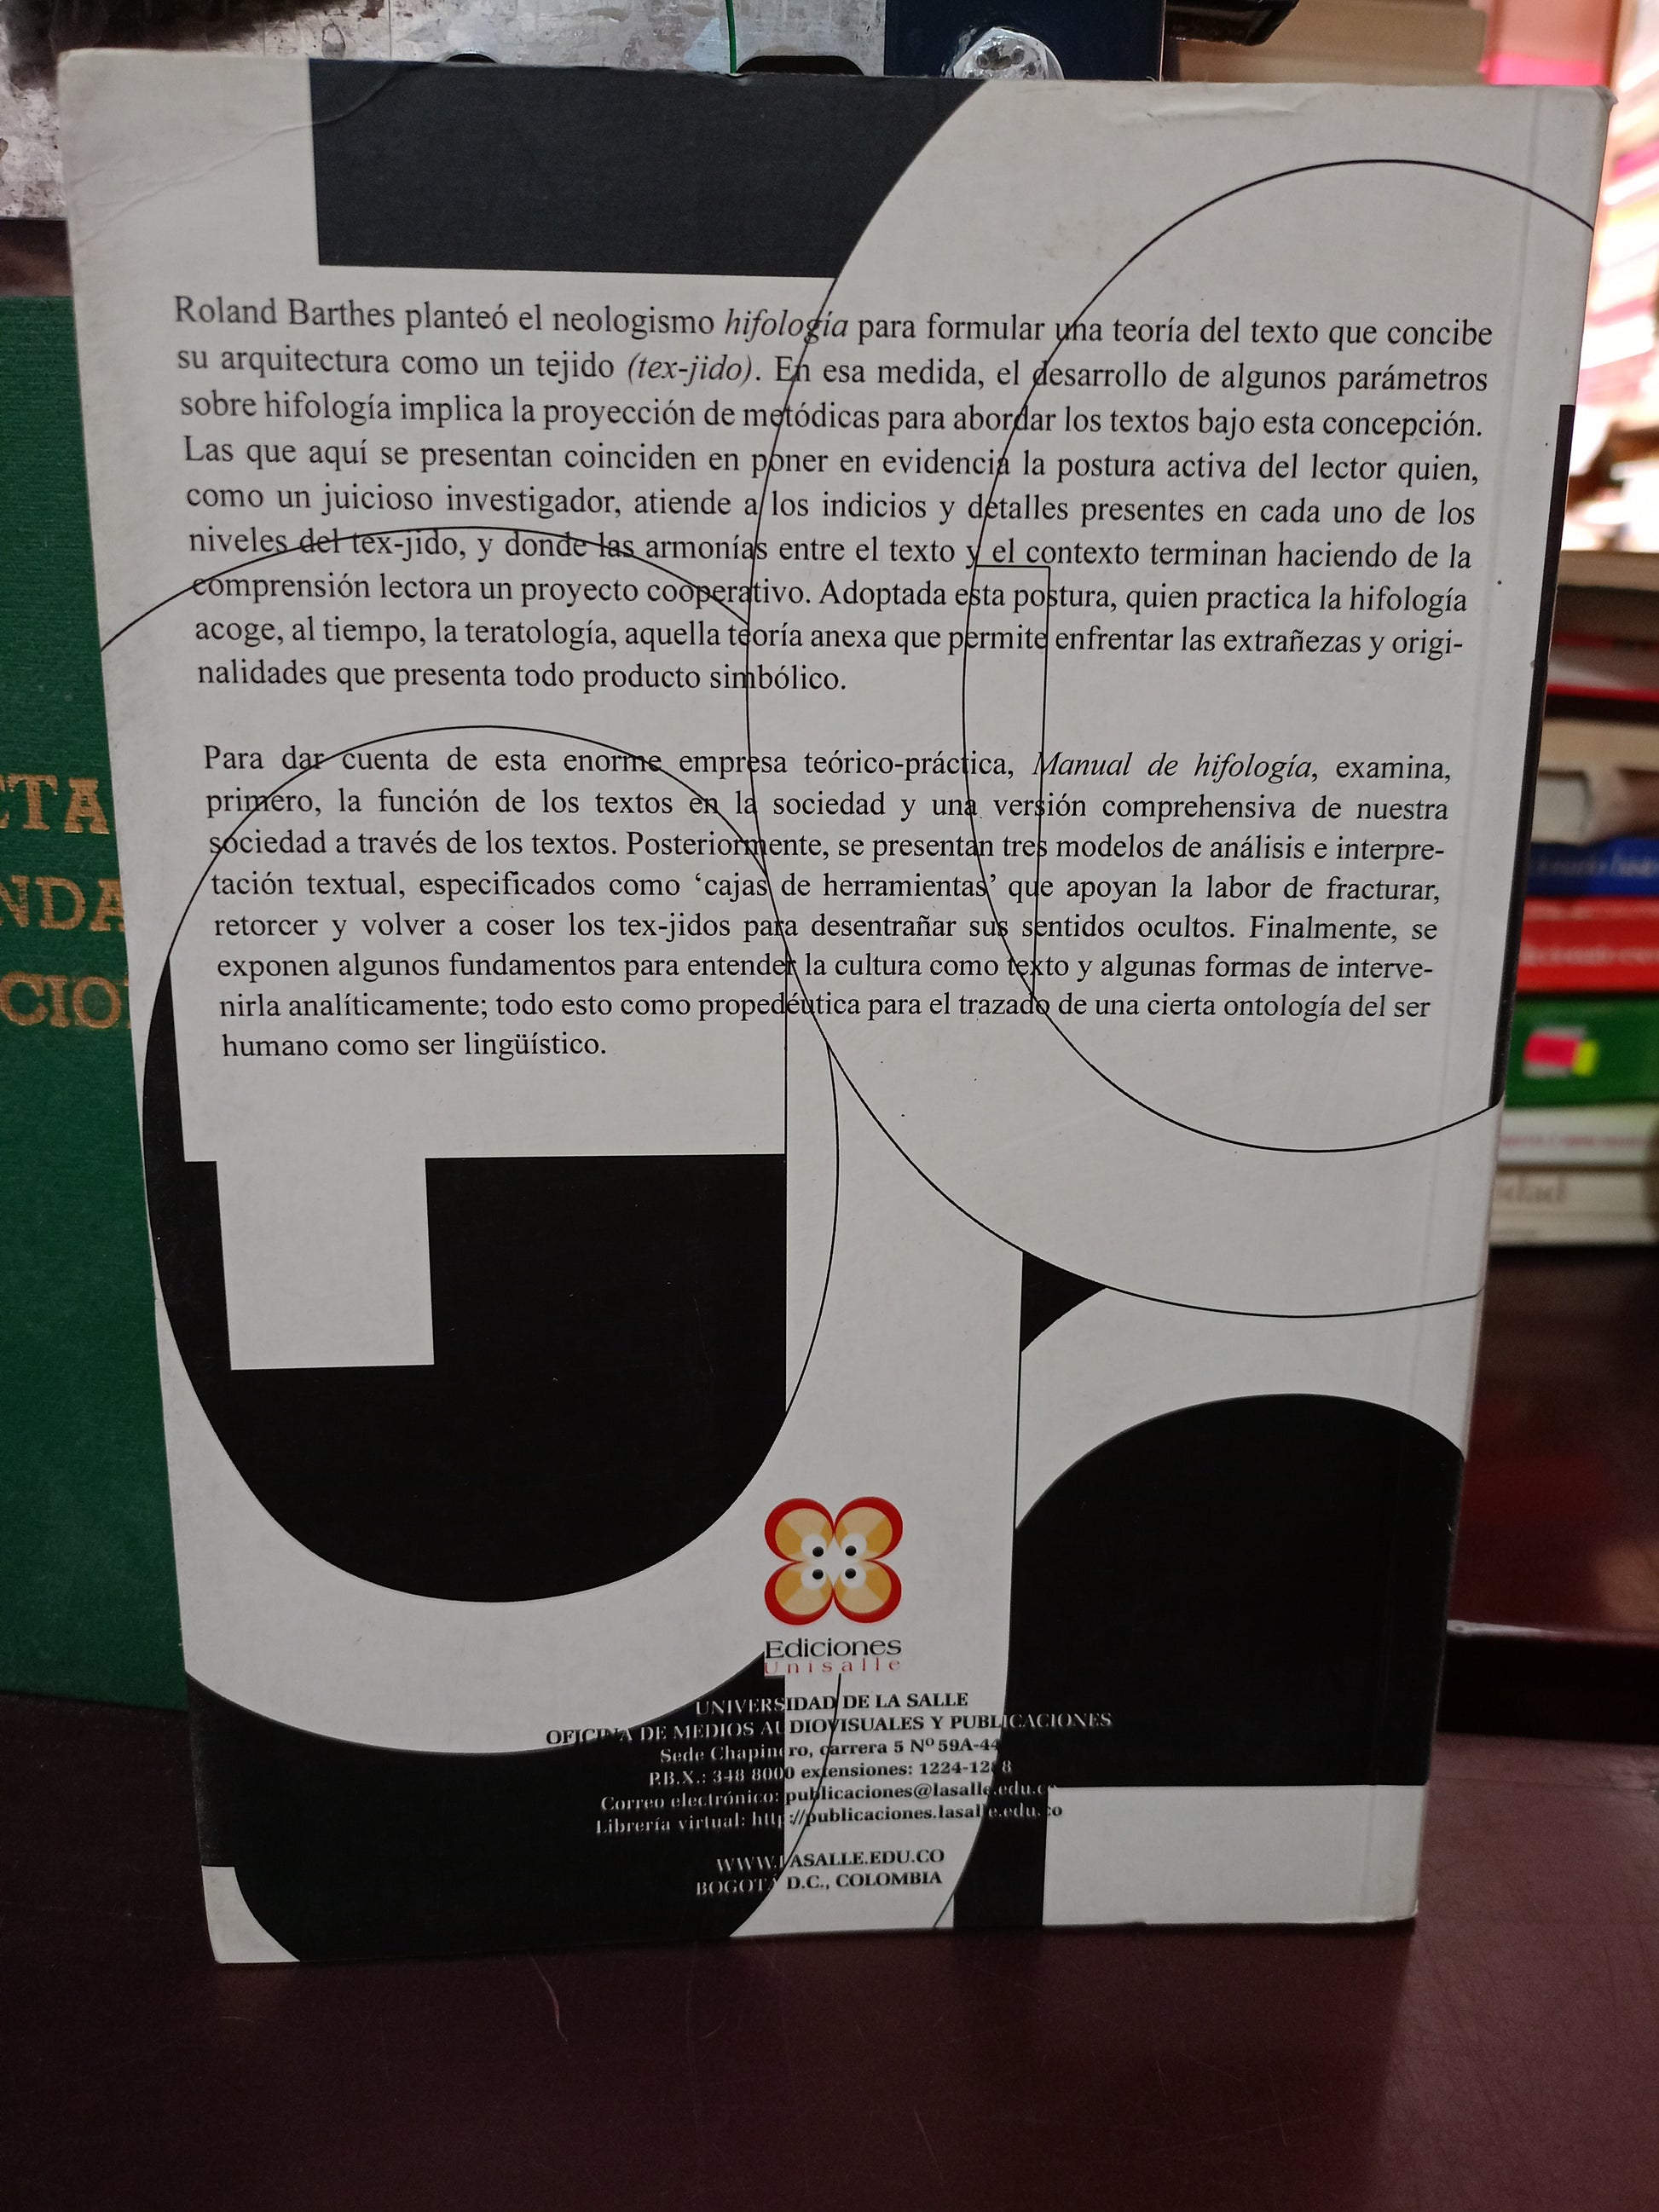 Roland Barthes planteó el neologismo hifología para formular una teoría del texto que concibe
su arquitectura como un tejido (tex-jido). En esa medida, el desarrollo de algunos parámetros
sobre hifología implica la proyección de metódicas para abordar los textos bajo esta concepción.
Las que aquí se presentan coinciden en poner en evidencia la postura activa del lector quien,
como un juicioso investigador, atiende a los indicios y detalles presentes en cada uno de los
niveles del tex-jido, y donde las armonías entre el texto y el contexto terminan haciendo de la
comprensión lectora un proyecto cooperativo. Adoptada esta postura, quien practica la hifología
acoge, al tiempo, la teratología, aquella teoría anexa que permite enfrentar las extrañezas y origi-
nalidades que presenta todo producto simbólico.
Para dar cuenta de esta enorme empresa teórico-práctica, Manual de hifología, examina,
primero, la función de los textos en la sociedad y una versión comprehensiva de nuestra
sociedad a través de los textos. Posteriormente, se presentan tres modelos de análisis e interpre-
tación textual, especificados como ‘cajas de herramientas’ que apoyan la labor de fracturar,
retorcer y volver a coser los tex-jidos para desentrañar sus sentidos ocultos. Finalmente, se
exponen algunos fundamentos para entender la cultura como texto y algunas formas de interve-
nirla analíticamente; todo esto como propedéutica para el trazado de una cierta ontología del ser
humano como ser lingüístico.
Ediciones
Unisalle
UNIVERSIDAD DE LA SALLE
OFICINA DE MEDIOS AUDIOVISUALES Y PUBLICACIONES
Sede Chapinero, carrera 5 Nº 59A-44
P.B.X.: 348 8000 extensiones: 1224-1288
Correo electrónico: publicaciones@lasalle.edu.co
Librería virtual: http://publicaciones.lasalle.edu.co
WWW.LASALLE.EDU.CO
BOGOTÁ D.C., COLOMBIA
ETA
NDA
CIO